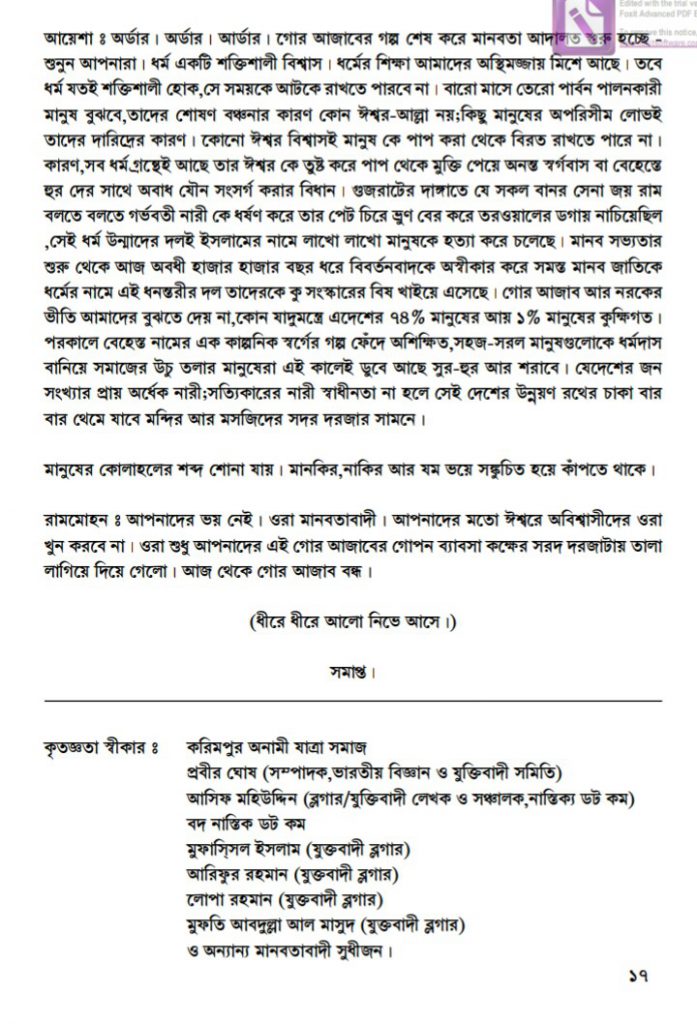 Edited with the trial ve
Foxit Advanced PDF E
To remove this notice,
আয়েশা ঃ অর্ডার। অর্ডার। আর্ডার। গোর আজাবের গল্প শেষ করে মানবতা আদালত শুরু হচ্ছে -
শুনুন আপনারা। ধর্ম একটি শক্তিশালী বিশ্বাস। ধর্মের শিক্ষা আমাদের অস্থিমজ্জায় মিশে আছে। তবে
ধর্ম যতই শক্তিশালী হোক,সে সময়কে আটকে রাখতে পারবে না। বারো মাসে তেরো পার্বন পালনকারী
মানুষ বুঝবে,তাদের শোষণ বঞ্চনার কারণ কোন ঈশ্বর-আল্লা নয়;কিছু মানুষের অপরিসীম লোভই
তাদের দারিদ্রের কারণ। কোনো ঈশ্বর বিশ্বাসই মানুষ কে পাপ করা থেকে বিরত রাখতে পারে না।
কারণ,সব ধর্ম গ্রন্থেই আছে তার ঈশ্বর কে তুষ্ট করে পাপ থেকে মুক্তি পেয়ে অনন্ত স্বর্গবাস বা বেহেস্তে
হুর দের সাথে অবাধ যৌন সংসর্গ করার বিধান। গুজরাটের দাঙ্গাতে যে সকল বানর সেনা জয় রাম
বলতে বলতে গর্ভবতী নারী কে ধর্ষণ করে তার পেট চিরে ভ্রুণ বের করে তরওয়ালের ডগায় নাচিয়েছিল
,সেই ধর্ম উন্মাদের দলই ইসলামের নামে লাখো লাখো মানুষকে হত্যা করে চলেছে। মানব সভ্যতার
শুরু থেকে আজ অবধী হাজার হাজার বছর ধরে বিবর্তনবাদকে অস্বীকার করে সমস্ত মানব জাতিকে
ধর্মের নামে এই ধনন্তরীর দল তাদেরকে কু সংস্কারের বিষ খাইয়ে এসেছে। গোর আজাব আর নরকের
ভীতি আমাদের বুঝতে দেয় না,কোন যাদুমন্ত্রে এদেশের ৭৪% মানুষের আয় ১% মানুষের কুক্ষিগত।
পরকালে বেহেস্ত নামের এক কাল্পনিক স্বর্গের গল্প ফেঁদে অশিক্ষিত,সহজ-সরল মানুষগুলোকে ধর্মদাস
বানিয়ে সমাজের উচু তলার মানুষেরা এই কালেই ডুবে আছে সুর-হুর আর শরাবে। যেদেশের জন
সংখ্যার প্রায় অর্ধেক নারী;সত্যিকারের নারী স্বাধীনতা না হলে সেই দেশের উন্নয়ণ রথের চাকা বার
বার থেমে যাবে মন্দির আর মসজিদের সদর দরজার সামনে।
মানুষের কোলাহলের শব্দ শোনা যায়। মানকির,নাকির আর যম ভয়ে সঙ্কুচিত হয়ে কাঁপতে থাকে।
রামমোহন ঃ আপনাদের ভয় নেই। ওরা মানবতাবাদী। আপনাদের মতো ঈশ্বরে অবিশ্বাসীদের ওরা
খুন করবে না। ওরা শুধু আপনাদের এই গোর আজাবের গোপন ব্যাবসা কক্ষের সরদ দরজাটায় তালা
লাগিয়ে দিয়ে গেলো। আজ থেকে গোর আজাব বন্ধ।
(ধীরে ধীরে আলো নিভে আসে।)
সমাপ্ত।
কৃতজ্ঞতা স্বীকার ঃ করিমপুর অনামী যাত্রা সমাজ
প্রবীর ঘোষ (সম্পাদক,ভারতীয় বিজ্ঞান ও যুক্তিবাদী সমিতি)
আসিফ মহিউদ্দিন (ব্লগার/যুক্তিবাদী লেখক ও সঞ্চালক,নাস্তিক্য ডট কম)
বদ নাস্তিক ডট কম
মুফাসিসল ইসলাম (যুক্তবাদী ব্লগার)
আরিফুর রহমান (যুক্তবাদী ব্লগার)
লোপা রহমান (যুক্তবাদী ব্লগার)
মুফতি আবদুল্লা আল মাসুদ (যুক্তবাদী ব্লগার)
ও অন্যান্য মানবতাবাদী সুধীজন।
১৭